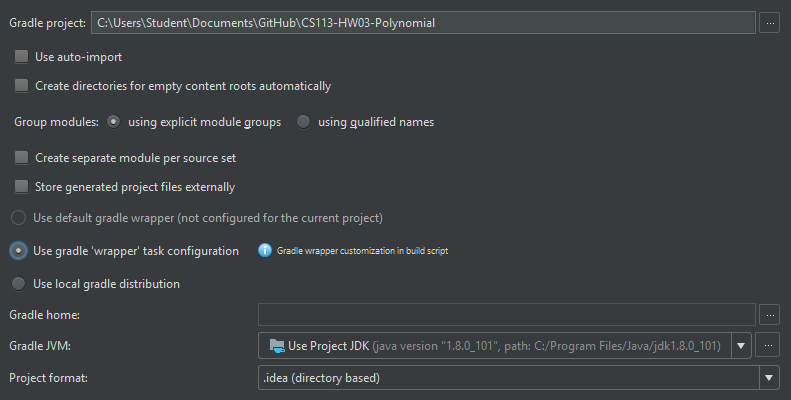 Gradle project: C:\Users\Student\Documents\GitHub\CS113-HW03-Polynomial ...
Use auto-import
Create directories for empty content roots automatically
Group modules: using explicit module groups using qualified names
Create separate module per source set
Store generated project files externally
Use default gradle wrapper (not configured for the current project)
Use gradle 'wrapper' task configuration Gradle wrapper customization in build script
Use local gradle distribution
Gradle home: ...
Gradle JVM: Use Project JDK (java version "1.8.0_101", path: C:/Program Files/Java/jdk1.8.0_101) ...
Project format: .idea (directory based)